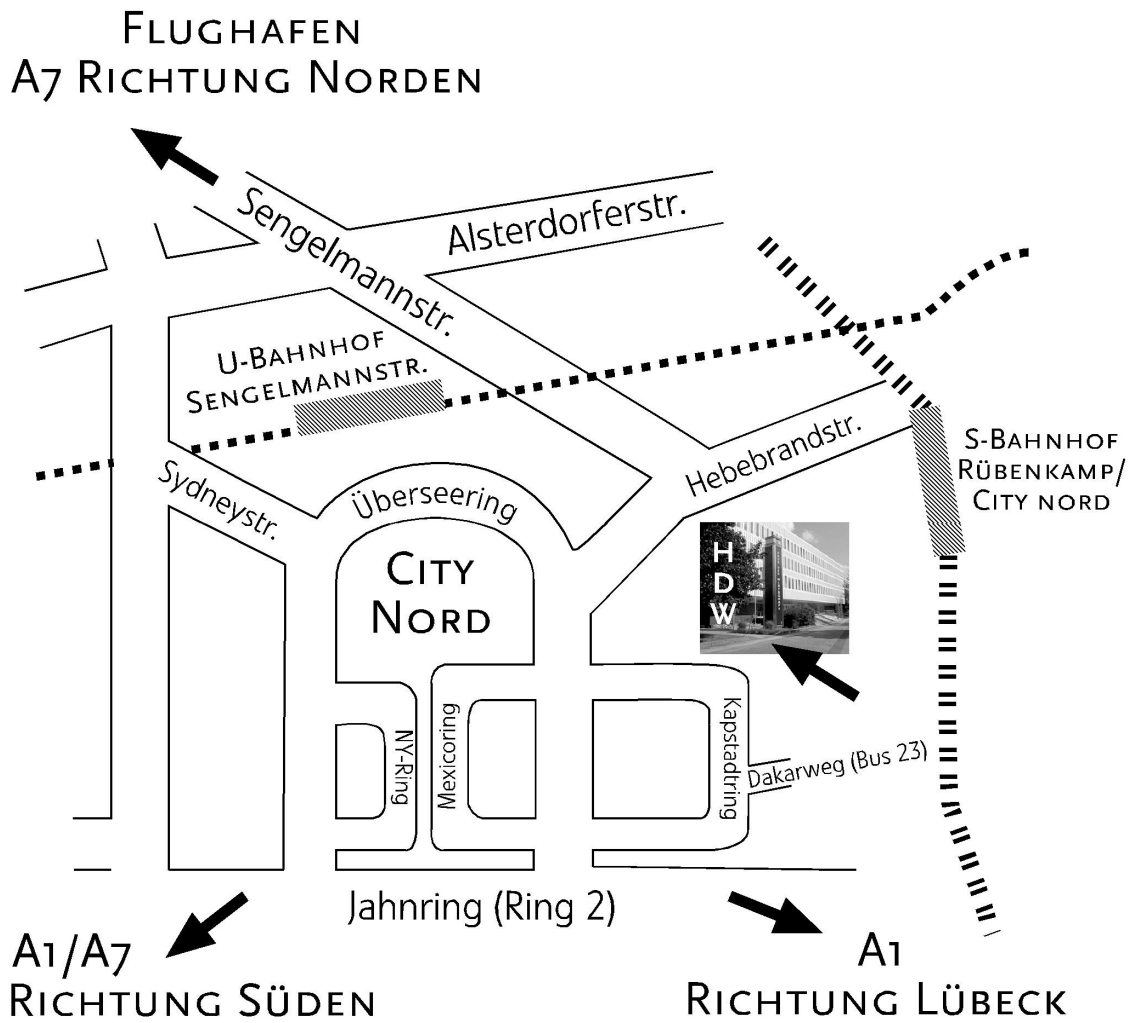 FLUGHAFEN
A7 RICHTUNG NORDEN
Sengelmannstr.
Alsterdorferstr.
U-BAHNHOF
SENGELMANNSTR.
Hebebrandstr.
S-BAHNHOF
RÜBENKAMP/
CITY NORD
Sydneystr.
Überseering
CITY
NORD
H
D
W
NY-Ring
Mexicoring
Kapstadtring
Dakarweg (Bus 23)
Jahnring (Ring 2)
A1/A7
RICHTUNG SÜDEN
A1
RICHTUNG LÜBECK